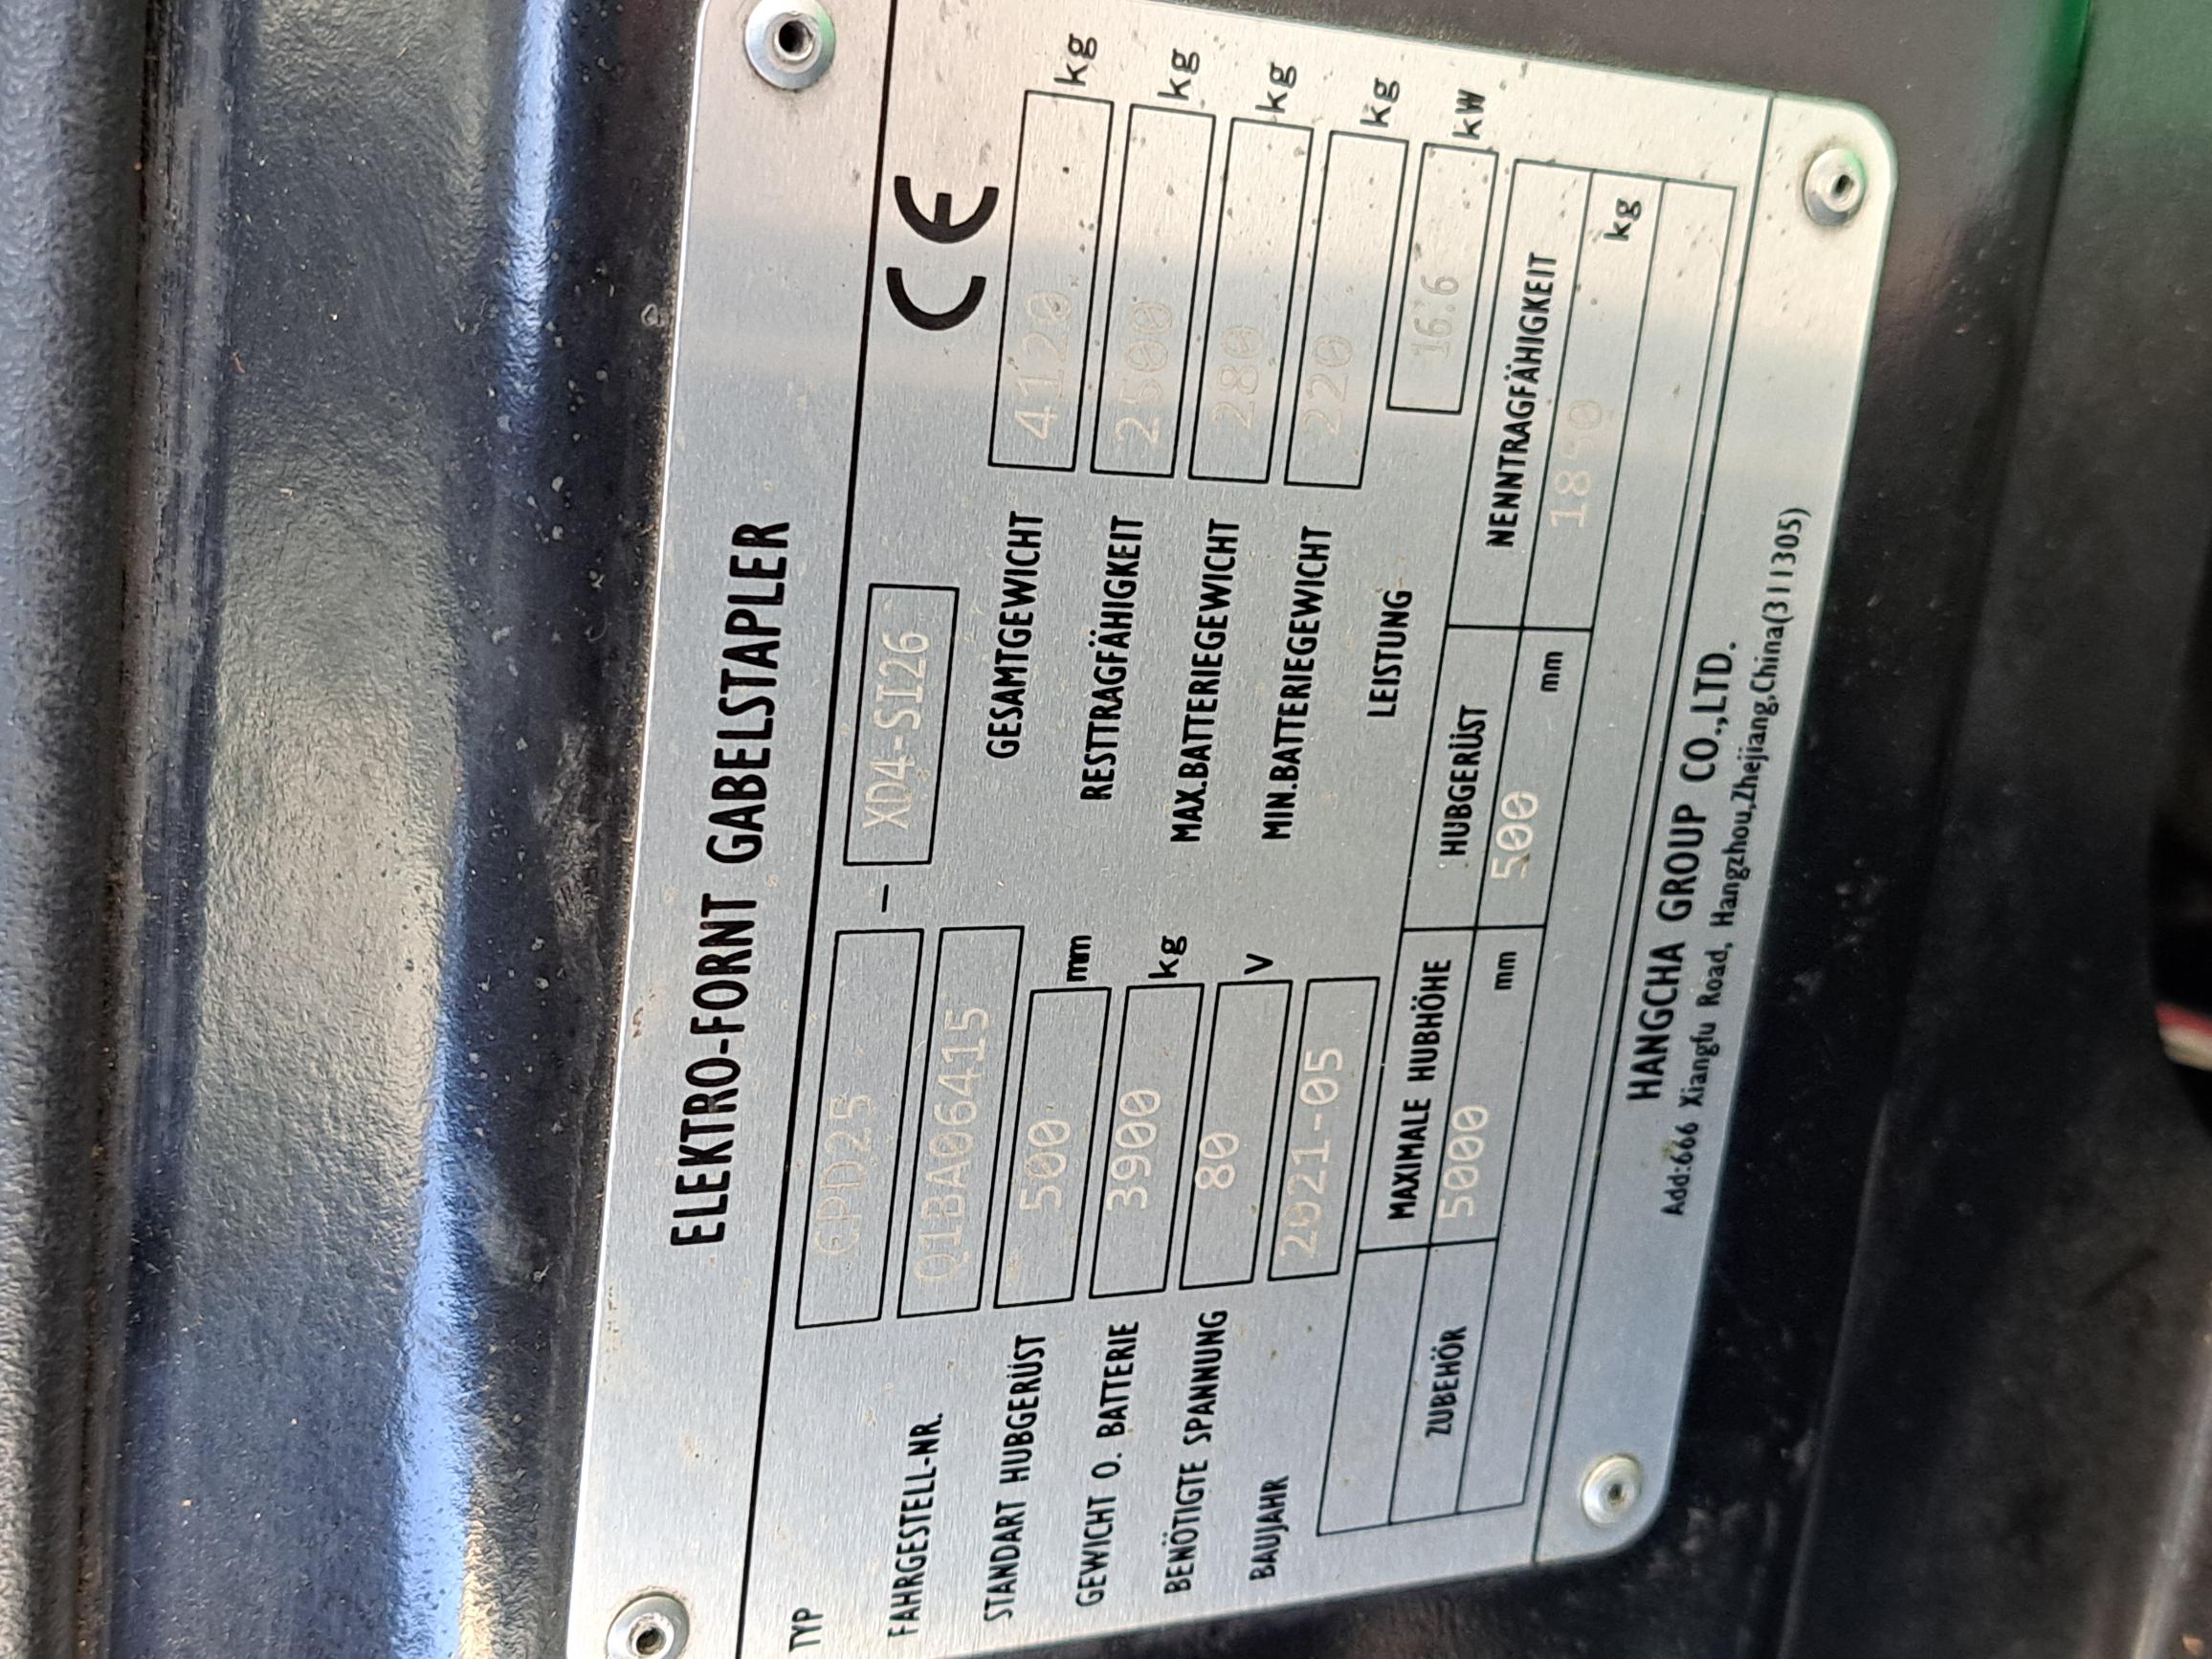 ELEKTRO-FORNT GABELSTAPLER
TYP CPD25 - XD4-SI26 CE
FAHRGESTELL-NR. Q1BA06415 GESAMTGEWICHT 4120 kg
STANDART HUBGERÜST 500 mm RESTTRAGFÄHIGKEIT 2500 kg
GEWICHT O. BATTERIE 3900 kg MAX.BATTERIEGEWICHT 280 kg
BENÖTIGTE SPANNUNG 80 V MIN.BATTERIEGEWICHT 220 kg
BAUJAHR 2021-05 LEISTUNG 16.6 kW
MAXIMALE HUBHÖHE HUBGERÜST NENNTRAGFÄHIGKEIT
5000 mm 500 mm kg
ZUBEHÖR
HANGCHA GROUP CO.,LTD.
Add:666 Xiangfu Road, Hangzhou,Zhejiang,China(311305)